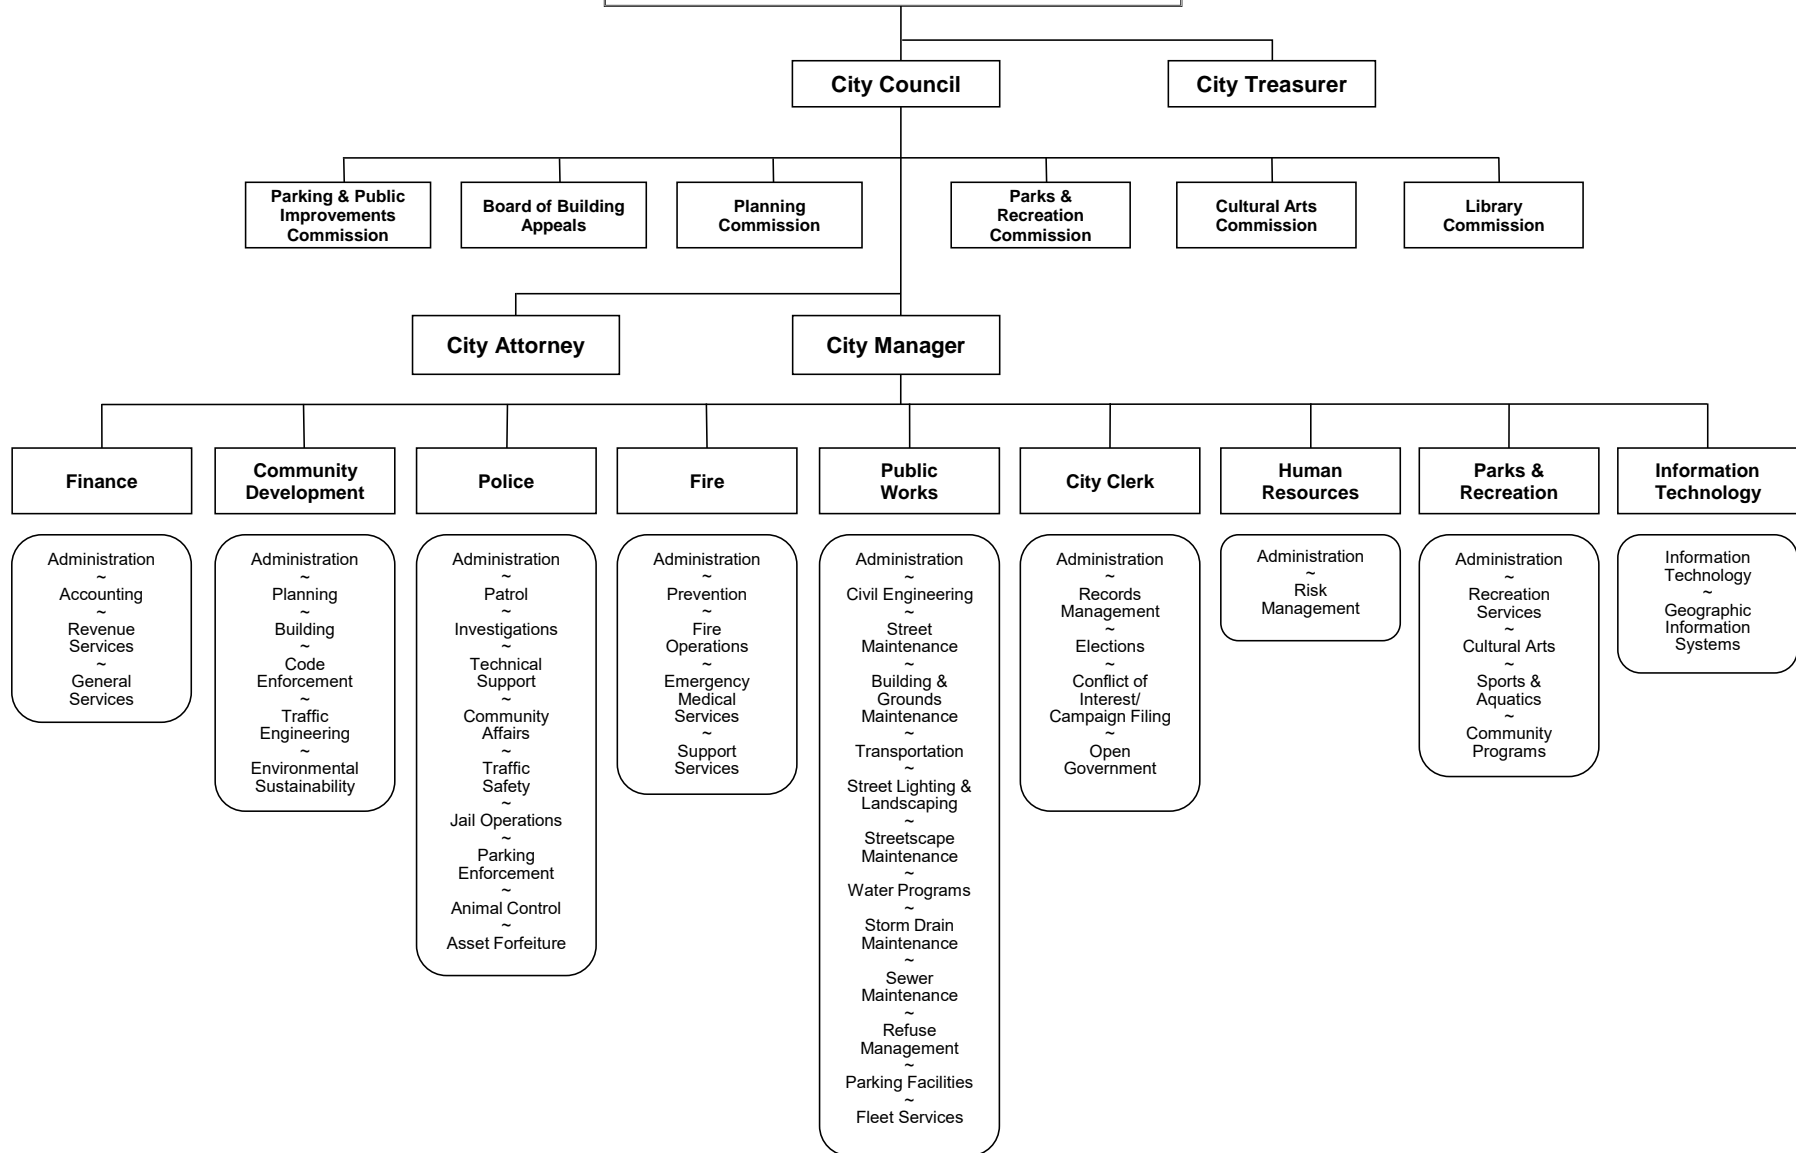 City Council
City Treasurer
Parking & Public
Improvements
Commission
Board of Building
Appeals
Planning
Commission
Parks &
Recreation
Commission
Cultural Arts
Commission
Library
Commission
City Attorney
City Manager
Finance
Community
Development
Police
Fire
Public
Works
City Clerk
Human
Resources
Parks &
Recreation
Information
Technology
Administration
~
Accounting
~
Revenue
Services
~
General
Services
Administration
~
Planning
~
Building
~
Code
Enforcement
~
Traffic
Engineering
~
Environmental
Sustainability
Administration
~
Patrol
~
Investigations
~
Technical
Support
~
Community
Affairs
~
Traffic
Safety
~
Jail Operations
~
Parking
Enforcement
~
Animal Control
~
Asset Forfeiture
Administration
~
Prevention
~
Fire
Operations
~
Emergency
Medical
Services
~
Support
Services
Administration
~
Civil Engineering
~
Street
Maintenance
~
Building &
Grounds
Maintenance
~
Transportation
~
Street Lighting &
Landscaping
~
Streetscape
Maintenance
~
Water Programs
~
Storm Drain
Maintenance
~
Sewer
Maintenance
~
Refuse
Management
~
Parking Facilities
~
Fleet Services
Administration
~
Records
Management
~
Elections
~
Conflict of
Interest/
Campaign Filing
~
Open
Government
Administration
~
Risk
Management
Administration
~
Recreation
Services
~
Cultural Arts
~
Sports &
Aquatics
~
Community
Programs
Information
Technology
~
Geographic
Information
Systems